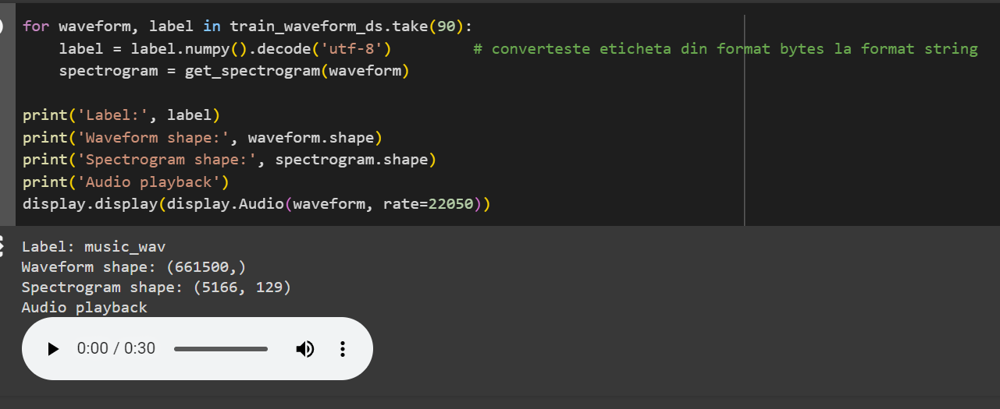 for waveform, label in train_waveform_ds.take(90):
    label = label.numpy().decode('utf-8')         # converteste eticheta din format bytes la format string
    spectrogram = get_spectrogram(waveform)

print('Label:', label)
print('Waveform shape:', waveform.shape)
print('Spectrogram shape:', spectrogram.shape)
print('Audio playback')
display.display(display.Audio(waveform, rate=22050))
Label: music_wav
Waveform shape: (661500,)
Spectrogram shape: (5166, 129)
Audio playback
0:00 / 0:30